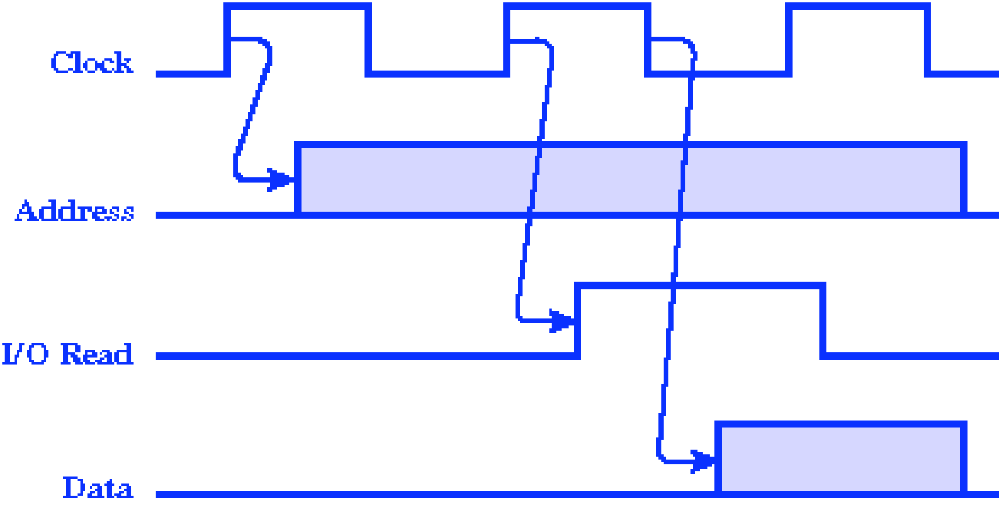 Clock
Address
I/O Read
Data